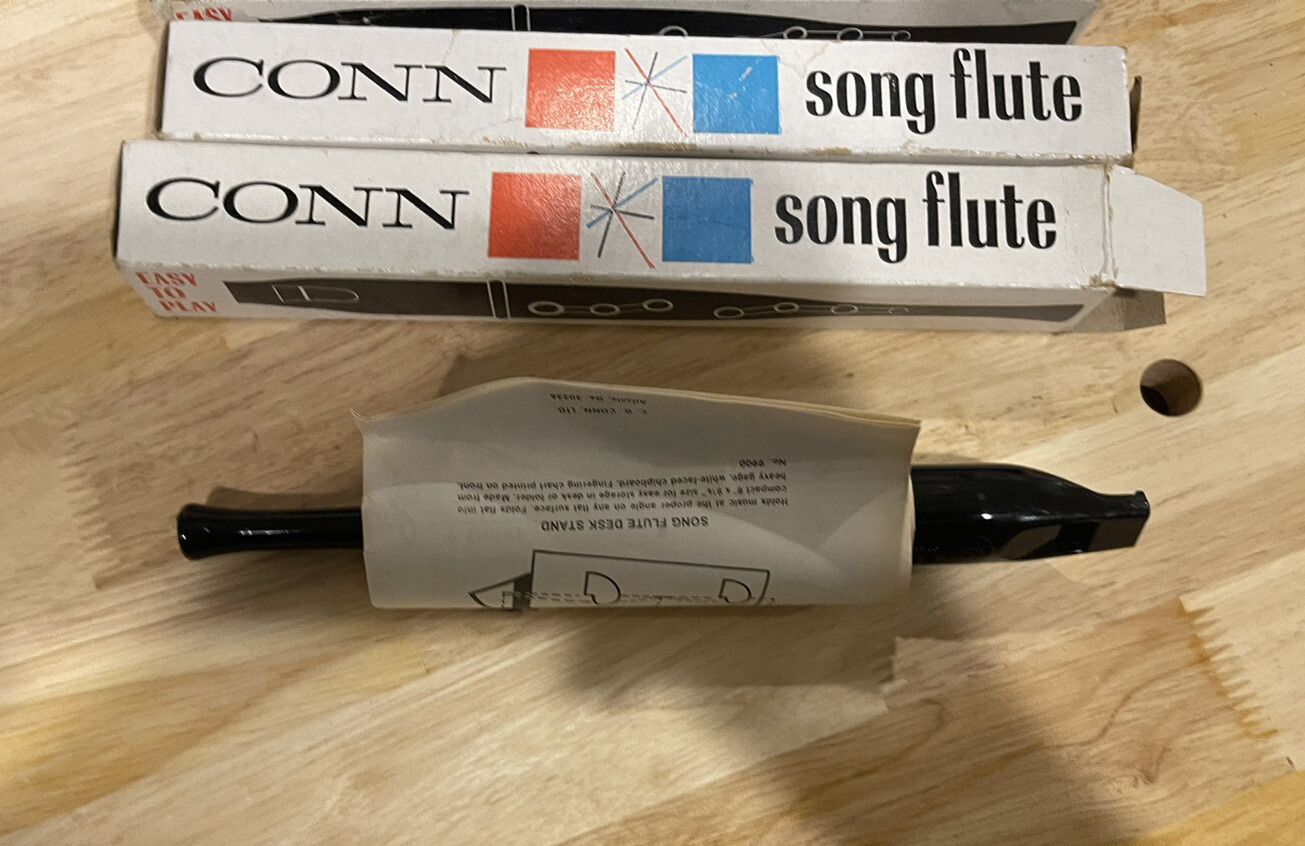 EASY
CONN song flute
CONN song flute
EASY
TO
PLAY
SONG FLUTE DESK STAND
Holds music at the proper angle on any flat surface. Folds flat into
compact 6" x 9½" size for easy storage in desk or folder. Made from
heavy gage, white-faced chipboard. Fingering chart printed on front.
No. 9900
C. G. CONN, LTD.